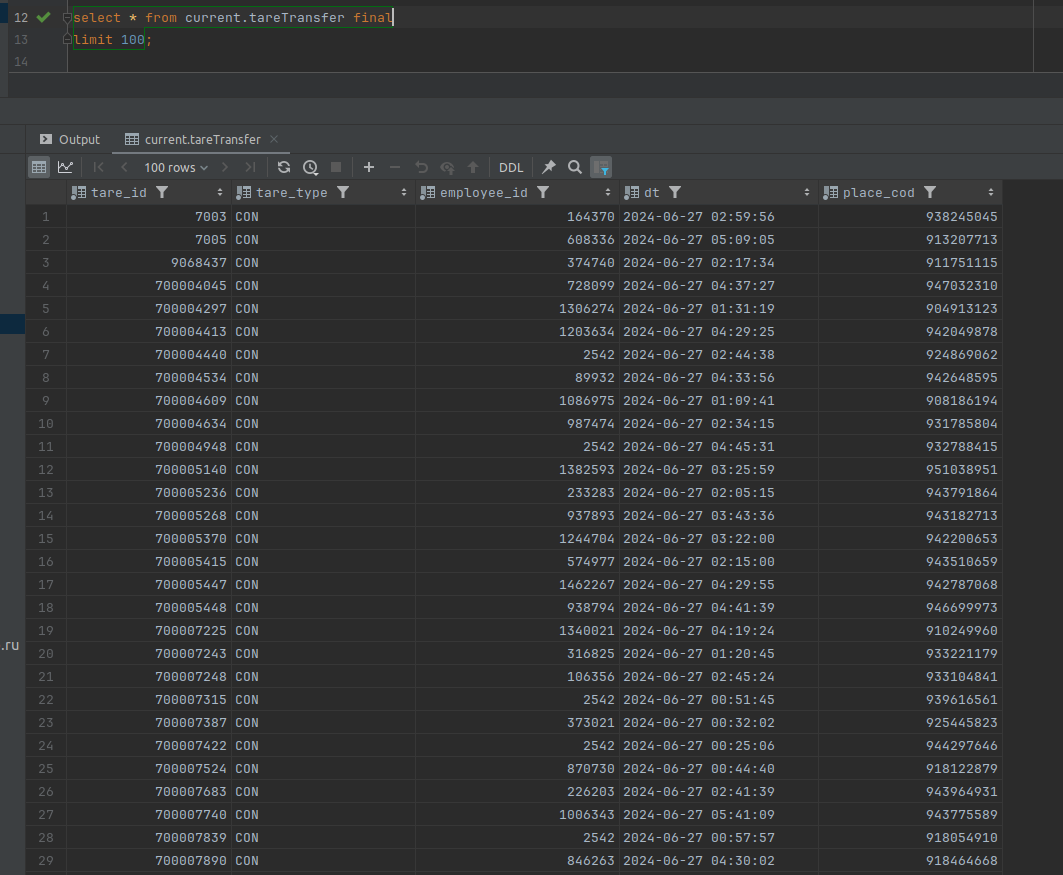 12 select * from current.tareTransfer final
13 limit 100;
14
Output current.tareTransfer
100 rows DDL
tare_id tare_type employee_id dt place_cod
1 7003 CON 164370 2024-06-27 02:59:56 938245045
2 7005 CON 608336 2024-06-27 05:09:05 913207713
3 9068437 CON 374740 2024-06-27 02:17:34 911751115
4 700004045 CON 728099 2024-06-27 04:37:27 947032310
5 700004297 CON 1306274 2024-06-27 01:31:19 904913123
6 700004413 CON 1203634 2024-06-27 04:29:25 942049878
7 700004440 CON 2542 2024-06-27 02:44:38 924869062
8 700004534 CON 89932 2024-06-27 04:33:56 942648595
9 700004609 CON 1086975 2024-06-27 01:09:41 908186194
10 700004634 CON 987474 2024-06-27 02:34:15 931785804
11 700004948 CON 2542 2024-06-27 04:45:31 932788415
12 700005140 CON 1382593 2024-06-27 03:25:59 951038951
13 700005236 CON 233283 2024-06-27 02:05:15 943791864
14 700005268 CON 937893 2024-06-27 03:43:36 943182713
15 700005370 CON 1244704 2024-06-27 03:22:00 942200653
16 700005415 CON 574977 2024-06-27 02:15:00 943510659
17 700005447 CON 1462267 2024-06-27 04:29:55 942787068
18 700005448 CON 938794 2024-06-27 04:41:39 946699973
19 700007225 CON 1340021 2024-06-27 04:19:24 910249960
.ru
20 700007243 CON 316825 2024-06-27 01:20:45 933221179
21 700007248 CON 106356 2024-06-27 02:45:24 933104841
22 700007315 CON 2542 2024-06-27 00:51:45 939616561
23 700007387 CON 373021 2024-06-27 00:32:02 925445823
24 700007422 CON 2542 2024-06-27 00:25:06 944297646
25 700007524 CON 870730 2024-06-27 00:44:40 918122879
26 700007683 CON 226203 2024-06-27 02:41:39 943964931
27 700007740 CON 1006343 2024-06-27 05:41:09 943775589
28 700007839 CON 2542 2024-06-27 00:57:57 918054910
29 700007890 CON 846263 2024-06-27 04:30:02 918464668